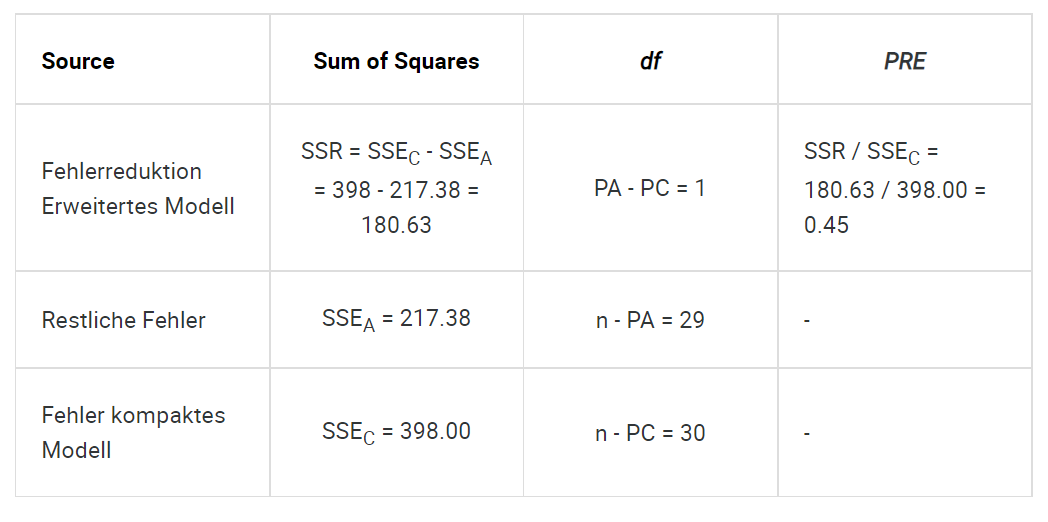 Source Sum of Squares df PRE
Fehlerreduktion
Erweitertes Modell
SSR = SSE_C - SSE_A
= 398 - 217.38 =
180.63
PA - PC = 1
SSR / SSE_C =
180.63 / 398.00 =
0.45
Restliche Fehler SSE_A = 217.38 n - PA = 29 -
Fehler kompaktes
Modell
SSE_C = 398.00 n - PC = 30 -